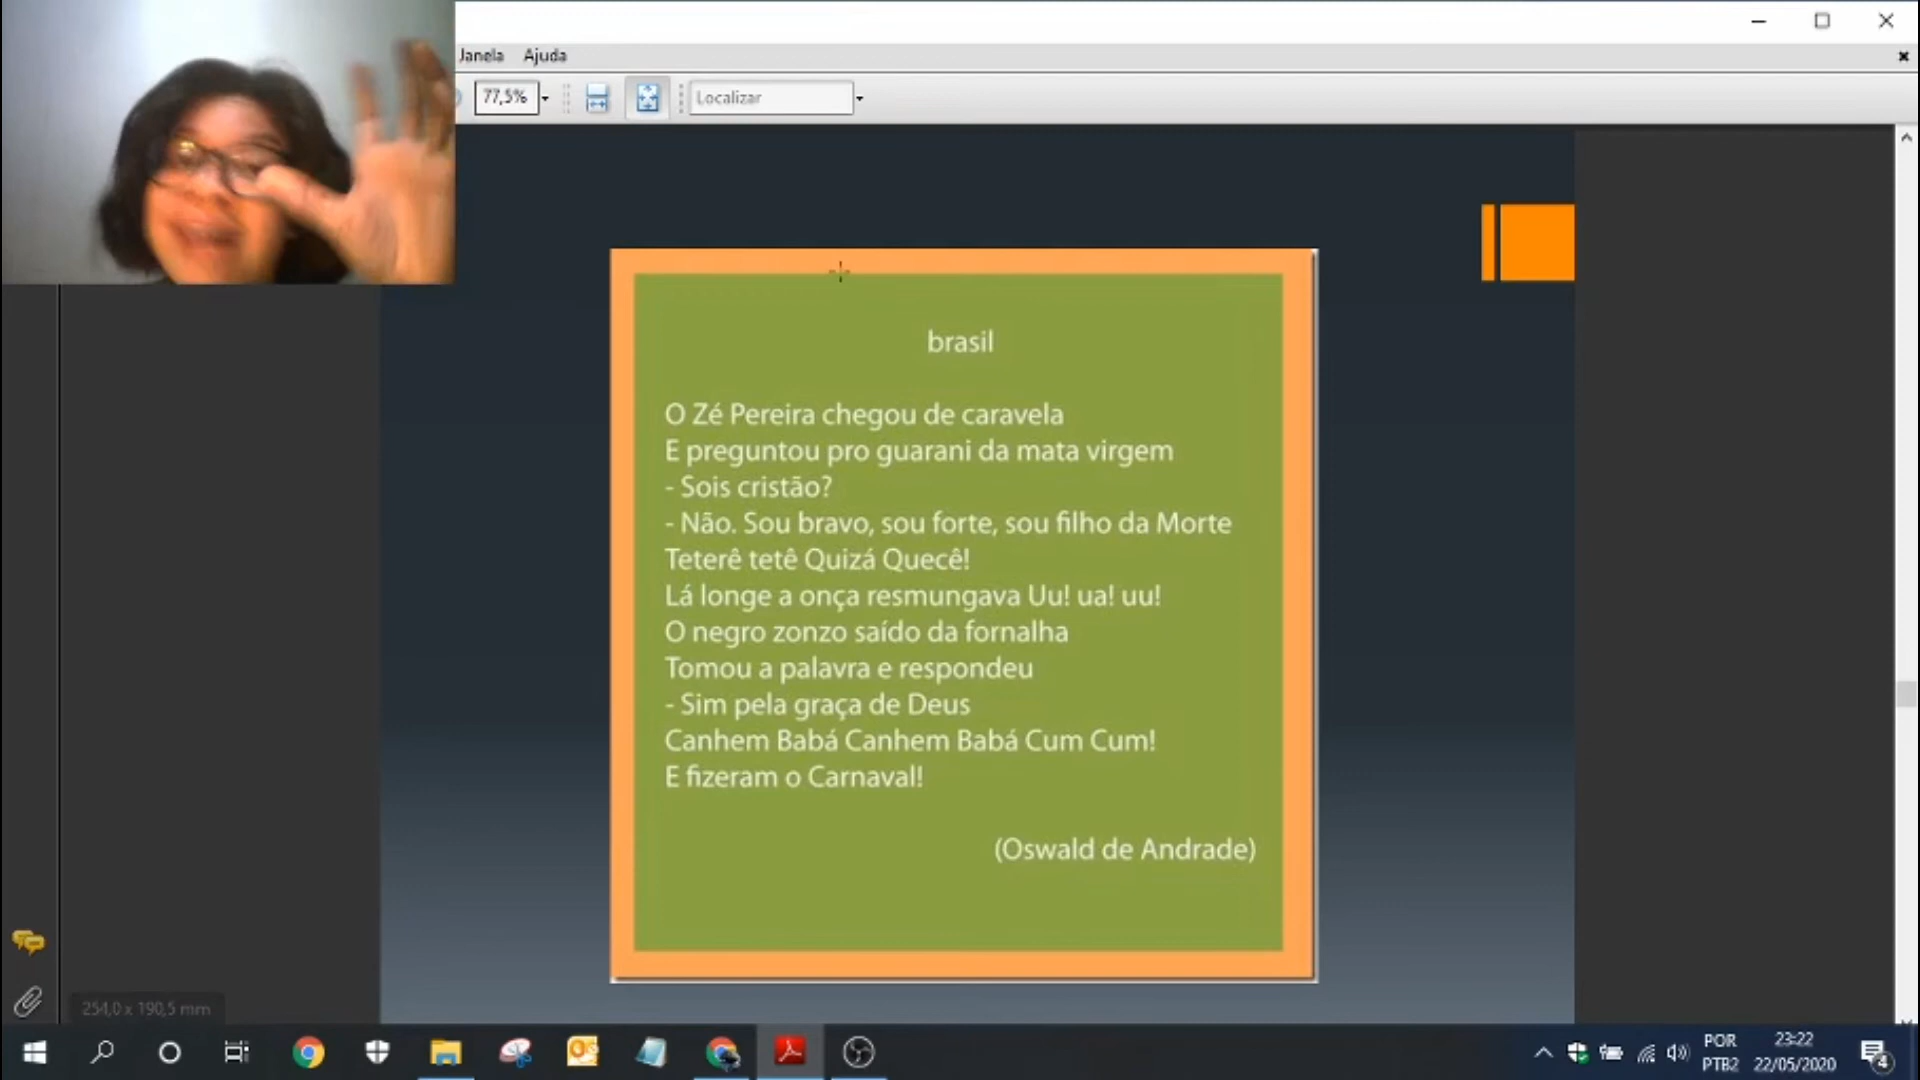 Janela Ajuda
77,5%
Localizar
brasil
O Zé Pereira chegou de caravela
E preguntou pro guarani da mata virgem
- Sois cristão?
- Não. Sou bravo, sou forte, sou filho da Morte
Teterê tetê Quizá Quecê!
Lá longe a onça resmungava Uu! ua! uu!
O negro zonzo saído da fornalha
Tomou a palavra e respondeu
- Sim pela graça de Deus
Canhem Babá Canhem Babá Cum Cum!
E fizeram o Carnaval!
(Oswald de Andrade)
254,0 x 190,5 mm
POR 23:22
PTB2 22/05/2020
4